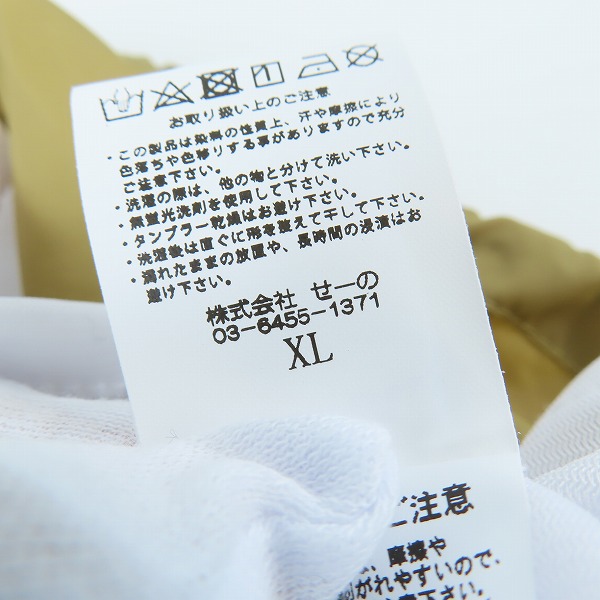 お取り扱い上のご注意
・この製品は染料の性質上、汗や摩擦により
色落ちや色移りする事がありますので充分
ご注意下さい。
・洗濯の際は、他の物と分けて洗い下さい。
・無蛍光洗剤を使用して下さい。
・タンブラー乾燥はお避け下さい。
・洗濯後は直ぐに形を整えて干して下さい。
・濡れたままの放置や、長時間の浸漬はお
避け下さい。
株式会社 せーの
03-6455-1371
XL
ご注意
、摩擦や
がれやすいので、
下さい。